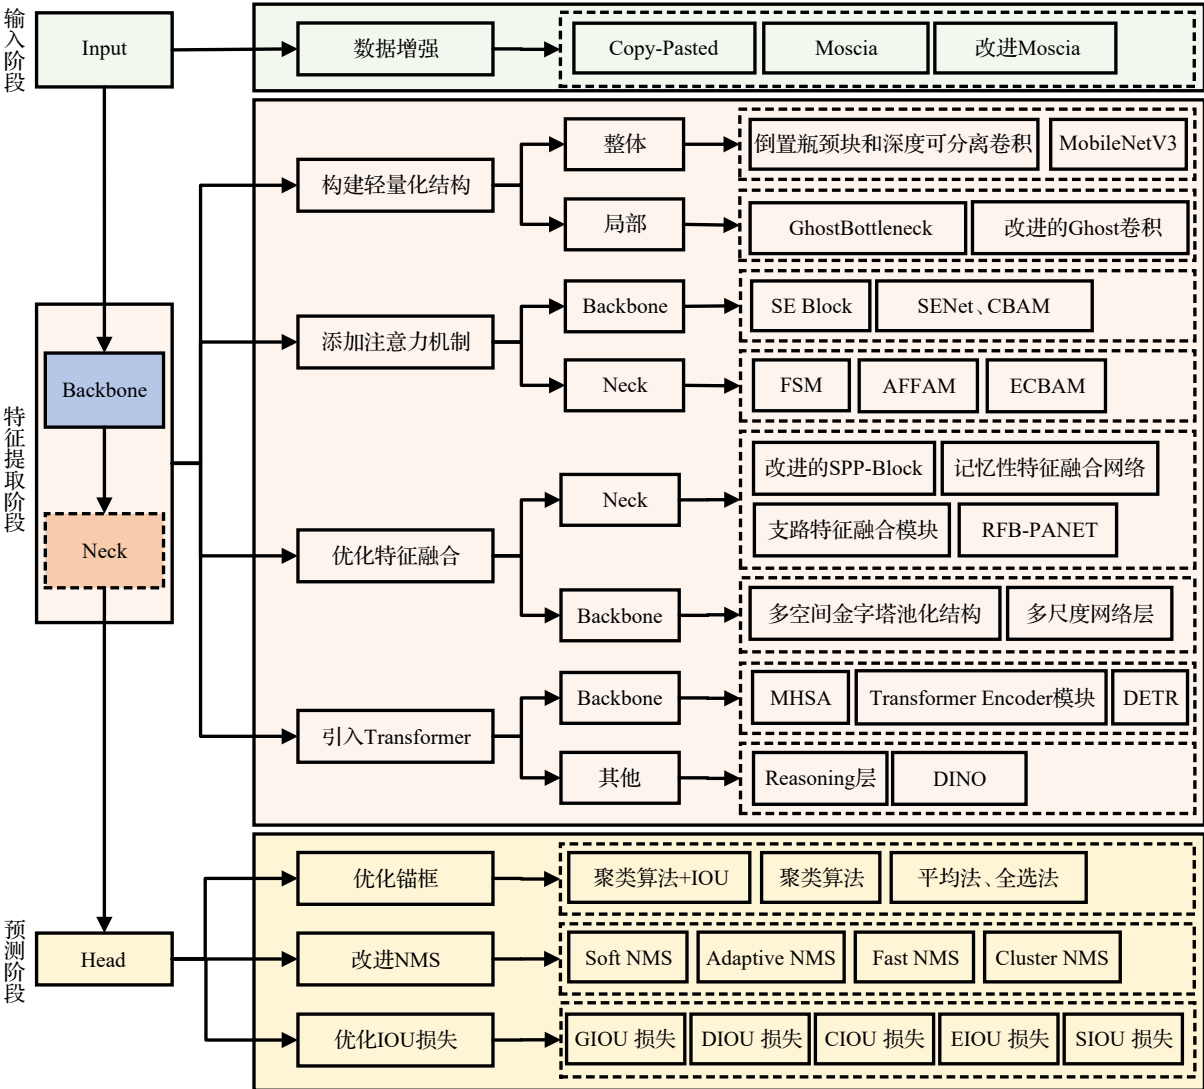 输入阶段
Input
数据增强
Copy-Pasted
Moscia
改进Moscia
特征提取阶段
Backbone
Neck
构建轻量化结构
整体
倒置瓶颈块和深度可分离卷积
MobileNetV3
局部
GhostBottleneck
改进的Ghost卷积
添加注意力机制
Backbone
SE Block
SENet、CBAM
Neck
FSM
AFFAM
ECBAM
优化特征融合
Neck
改进的SPP-Block
记忆性特征融合网络
支路特征融合模块
RFB-PANET
Backbone
多空间金字塔池化结构
多尺度网络层
引入Transformer
Backbone
MHSA
Transformer Encoder模块
DETR
其他
Reasoning层
DINO
预测阶段
Head
优化锚框
聚类算法+IOU
聚类算法
平均法、全选法
改进NMS
Soft NMS
Adaptive NMS
Fast NMS
Cluster NMS
优化IOU损失
GIOU 损失
DIOU 损失
CIOU 损失
EIOU 损失
SIOU 损失